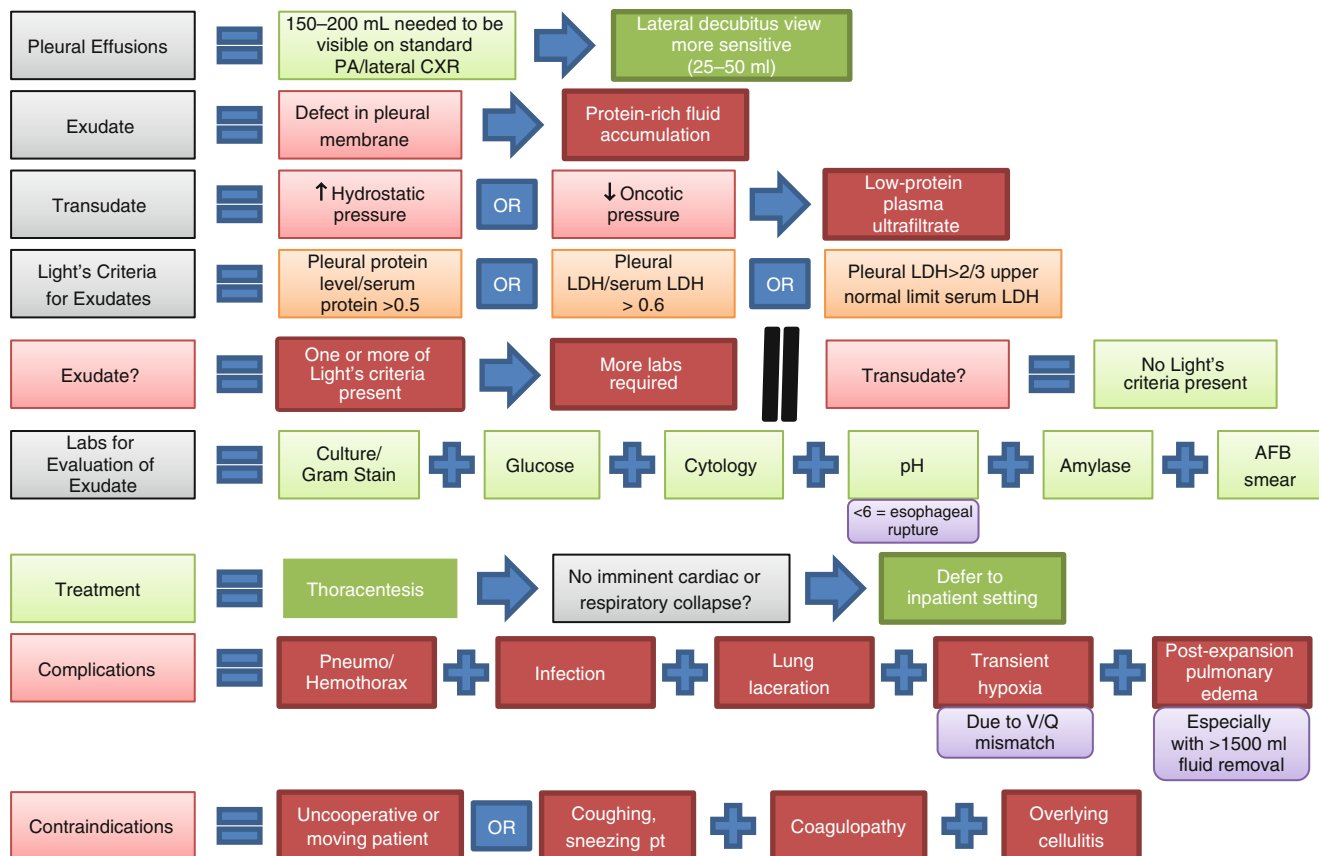 Pleural Effusions
150–200 mL needed to be
visible on standard
PA/lateral CXR
Lateral decubitus view
more sensitive
(25–50 ml)
Exudate
Defect in pleural
membrane
Protein-rich fluid
accumulation
Transudate
↑Hydrostatic
pressure
OR
↓Oncotic
pressure
Low-protein
plasma
ultrafiltrate
Light's Criteria
for Exudates
Pleural protein
level/serum
protein >0.5
OR
Pleural
LDH/serum LDH
> 0.6
OR
Pleural LDH>2/3 upper
normal limit serum LDH
Exudate?
One or more of
Light's criteria
present
More labs
required
Transudate?
No Light's
criteria present
Labs for
Evaluation of
Exudate
Culture/
Gram Stain
Glucose
Cytology
pH
<6 = esophageal
rupture
Amylase
AFB
smear
Treatment
Thoracentesis
No imminent cardiac or
respiratory collapse?
Defer to
inpatient setting
Complications
Pneumo/
Hemothorax
Infection
Lung
laceration
Transient
hypoxia
Due to V/Q
mismatch
Post-expansion
pulmonary
edema
Especially
with >1500 ml
fluid removal
Contraindications
Uncooperative or
moving patient
OR
Coughing,
sneezing pt
Coagulopathy
Overlying
cellulitis